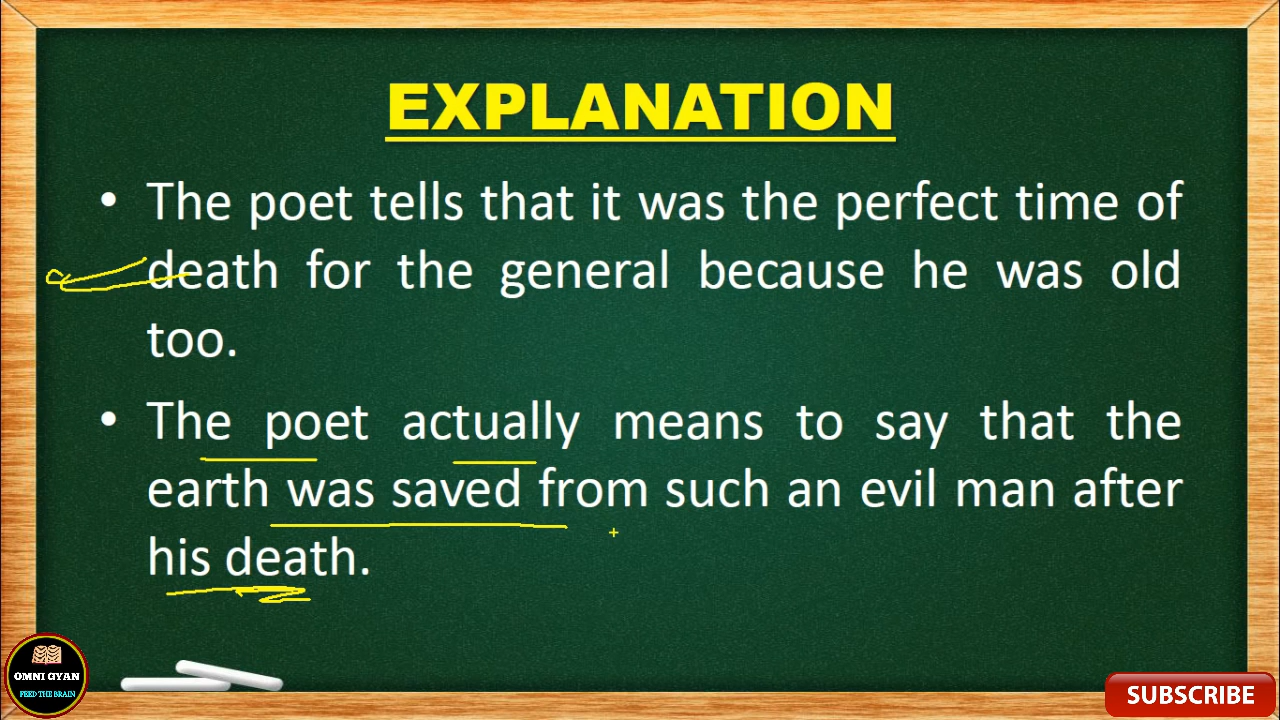 EXPLANATION
• The poet tells that it was the perfect time of
death for the general because he was old
too.
• The poet actually means to say that the
earth was saved from such an evil man after
his death.
OMNI GYAN
FEED THE BRAIN
SUBSCRIBE